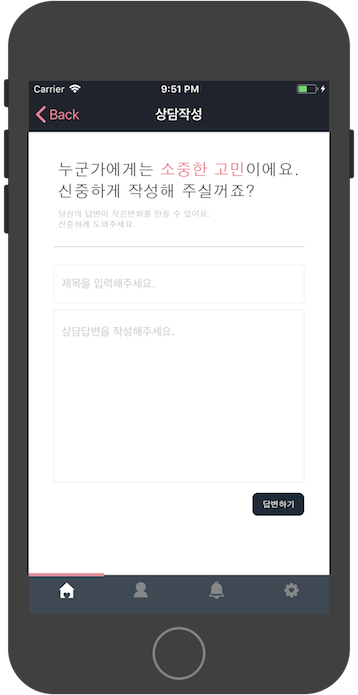 Carrier 9:51 PM
Back 상담작성
누군가에게는 소중한 고민이에요.
신중하게 작성해 주실꺼죠?
당신의 답변이 작은변화를 만들 수 있어요.
신중하게 도와주세요.
제목을 입력해주세요.
상담답변을 작성해주세요.
답변하기